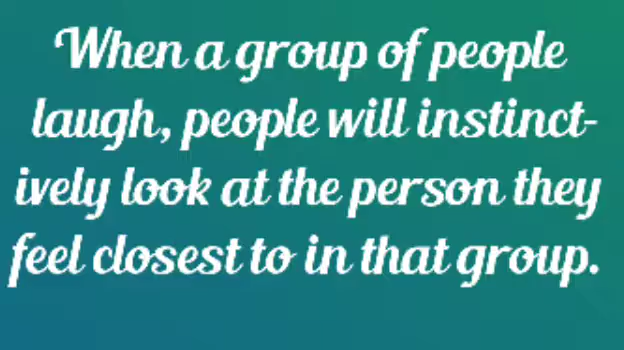 When a group of people
laugh, people will instinct-
ively look at the person they
feel closest to in that group.